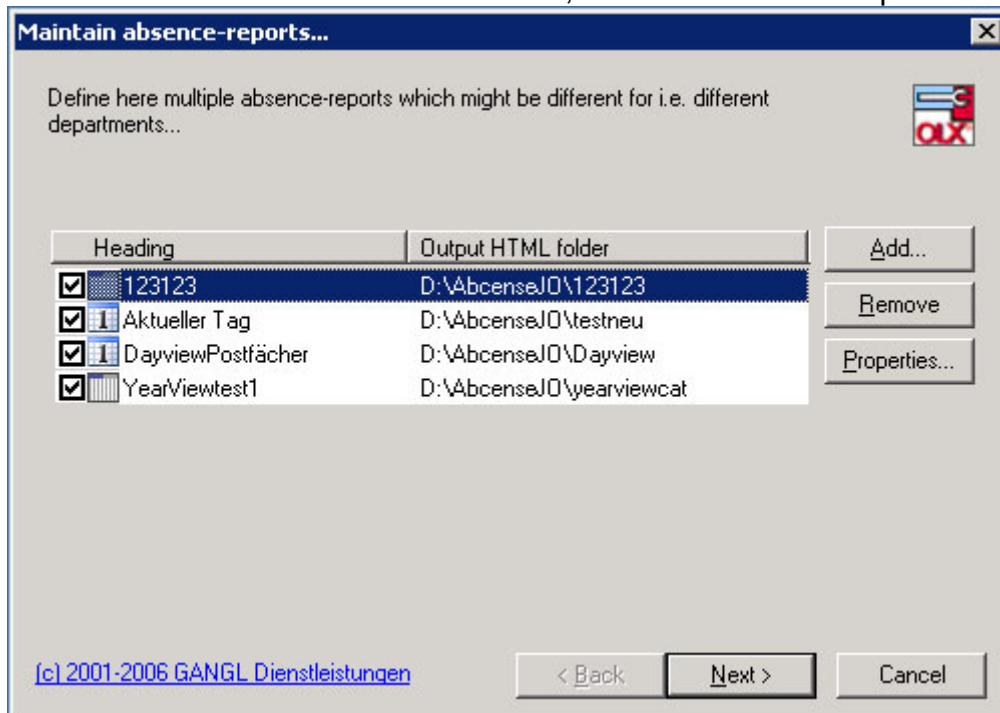 Maintain absence-reports...
Define here multiple absence-reports which might be different for i.e. different
departments...
OLX
Heading Output HTML folder
Add...
123123 D:\AbcenseJO\123123
Remove
Aktueller Tag D:\AbcenseJO\testneu
DayviewPostfächer D:\AbcenseJO\Dayview
Properties...
YearViewtest1 D:\AbcenseJO\yearviewcat
(c) 2001-2006 GANGL Dienstleistungen
< Back Next > Cancel